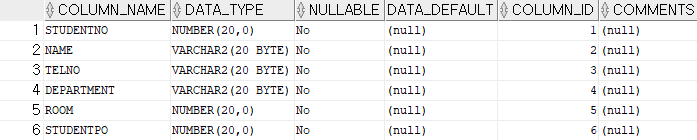 COLUMN_NAME DATA_TYPE NULLABLE DATA_DEFAULT COLUMN_ID COMMENTS
1 STUDENTNO NUMBER(20,0) No (null) 1 (null)
2 NAME VARCHAR2(20 BYTE) No (null) 2 (null)
3 TELNO VARCHAR2(20 BYTE) No (null) 3 (null)
4 DEPARTMENT VARCHAR2(20 BYTE) No (null) 4 (null)
5 ROOM NUMBER(20,0) No (null) 5 (null)
6 STUDENTPO NUMBER(20,0) No (null) 6 (null)